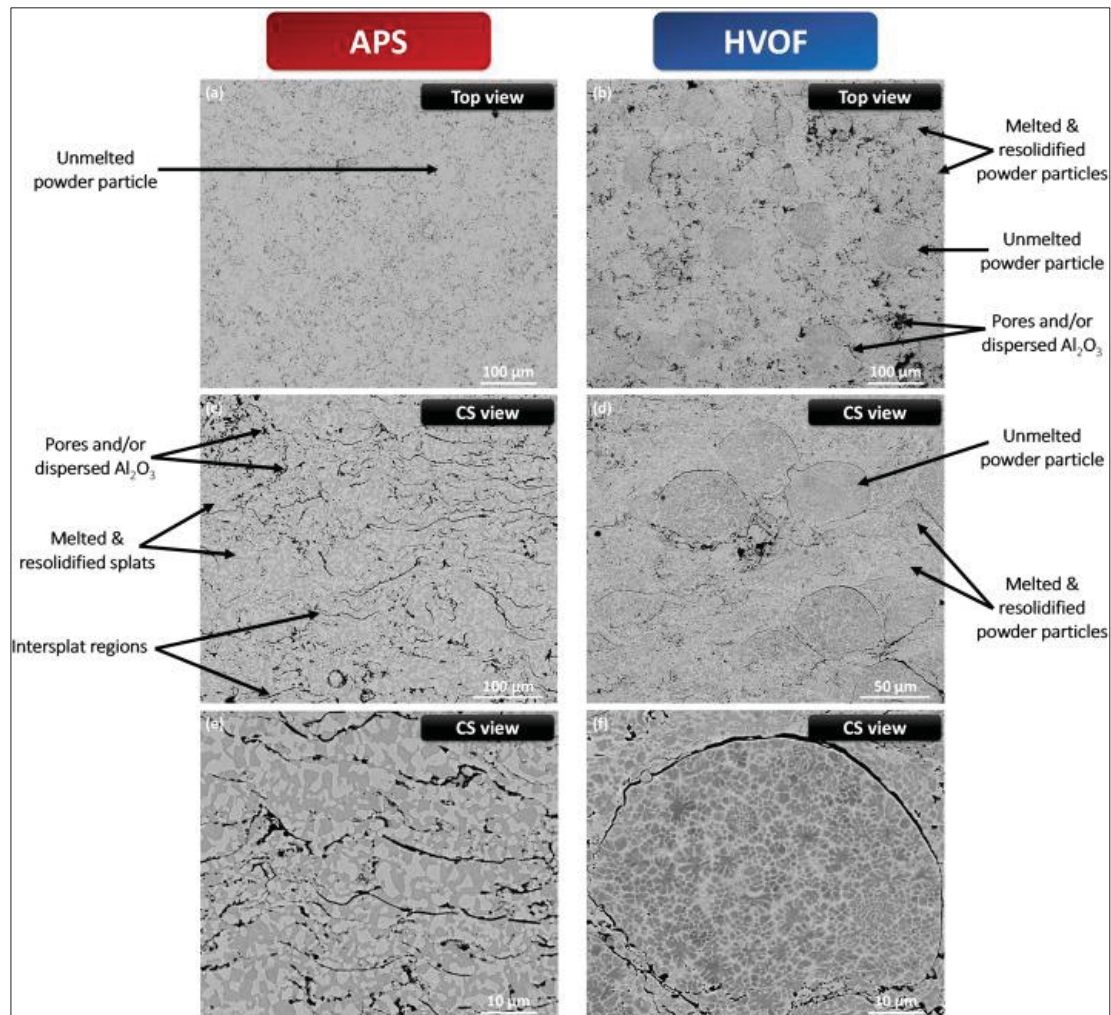 APS
HVOF
(a)
Top view
(b)
Top view
Unmelted
powder particle
Melted &
resolidified
powder particles
Unmelted
powder particle
Pores and/or
dispersed Al₂O₃
100 µm
100 µm
(c)
CS view
(d)
CS view
Pores and/or
dispersed Al₂O₃
Melted &
resolidified splats
Intersplat regions
Unmelted
powder particle
Melted &
resolidified
powder particles
100 µm
50 µm
(e)
CS view
(f)
CS view
10 µm
10 µm